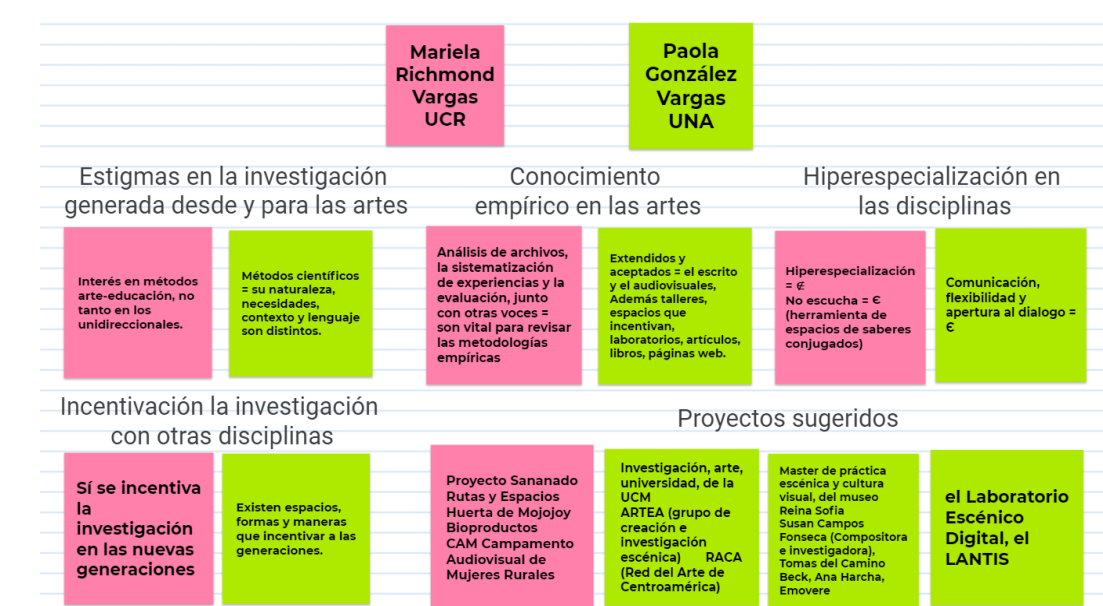 Mariela
Richmond
Vargas
UCR
Paola
González
Vargas
UNA
Estigmas en la investigación
generada desde y para las artes
Interés en métodos
arte-educación, no
tanto en los
unidireccionales.
Métodos científicos
= su naturaleza,
necesidades,
contexto y lenguaje
son distintos.
Conocimiento
empírico en las artes
Análisis de archivos,
la sistematización
de experiencias y la
evaluación, junto
con otras voces =
son vital para revisar
las metodologías
empíricas
Extendidos y
aceptados = el escrito
y el audiovisuales,
Además talleres,
espacios que
incentivan,
laboratorios, artículos,
libros, páginas web.
Hiperespecialización en
las disciplinas
Hiperespecialización
= ∉
No escucha = Є
(herramienta de
espacios de saberes
conjugados)
Comunicación,
flexibilidad y
apertura al dialogo =
Є
Incentivación la investigación
con otras disciplinas
Sí se incentiva
la
investigación
en las nuevas
generaciones
Existen espacios,
formas y maneras
que incentivar a las
generaciones.
Proyectos sugeridos
Proyecto Sananado
Rutas y Espacios
Huerta de Mojojoy
Bioproductos
CAM Campamento
Audiovisual de
Mujeres Rurales
Investigación, arte,
universidad, de la
UCM
ARTEA (grupo de
creación e
investigación
escénica) RACA
(Red del Arte de
Centroamérica)
Master de práctica
escénica y cultura
visual, del museo
Reina Sofia
Susan Campos
Fonseca (Compositora
e investigadora),
Tomas del Camino
Beck, Ana Harcha,
Emovere
el Laboratorio
Escénico
Digital, el
LANTIS